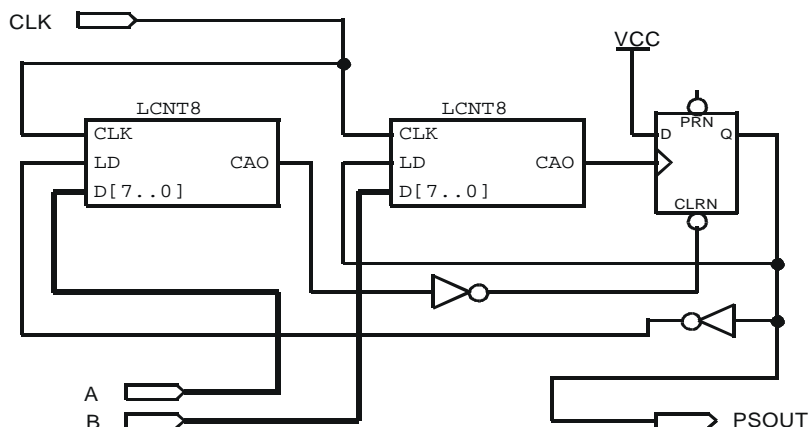 CLK
VCC
LCNT8
CLK
LD
CAO
D[7..0]
LCNT8
CLK
LD
CAO
D[7..0]
PRN
D
Q
CLRN
A
B
PSOUT